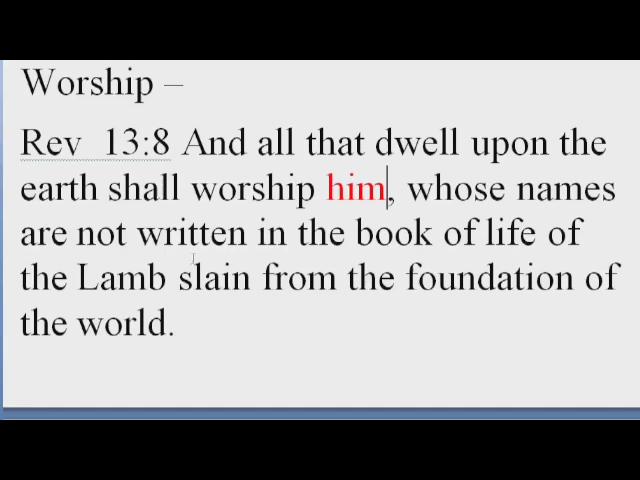 Worship –
Rev  13:8 And all that dwell upon the
earth shall worship him, whose names
are not written in the book of life of
the Lamb slain from the foundation of
the world.